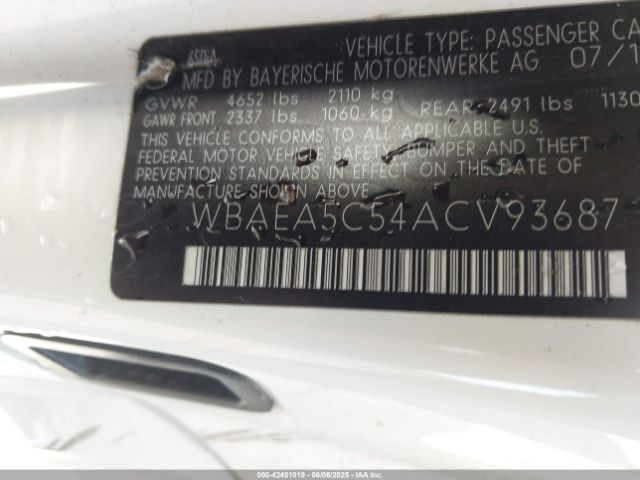 VEHICLE TYPE: PASSENGER CA
MFD BY BAYERISCHE MOTORENWERKE AG 07/1
GVWR 4652 lbs 2110 kg
GAWR FRONT 2337 lbs 1060 kg REAR 2491 lbs 1130
THIS VEHICLE CONFORMS TO ALL APPLICABLE U.S.
FEDERAL MOTOR VEHICLE SAFETY, BUMPER AND THEFT
PREVENTION STANDARDS IN EFFECT ON THE DATE OF
MANUFACTURE SHOWN ABOVE
WBAEA5C54ACV93687
000-42451019 | 06/06/2025 | IAAI.COM